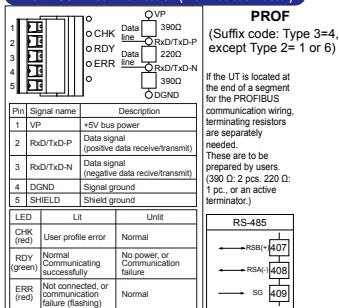 VP
1
2
3
4
5
CHK
RDY
ERR
Data
line
Data
line
390Ω
RxD/TxD-P
220Ω
RxD/TxD-N
390Ω
DGND
Pin Signal name Description
1 VP +5V bus power
2 RxD/TxD-P Data signal
(positive data receive/transmit)
3 RxD/TxD-N Data signal
(negative data recive/transmit)
4 DGND Signal ground
5 SHIELD Shield ground
LED Lit Unlit
CHK
(red) User profile error Normal
RDY
(green) Normal
Communicating
successfully No power, or
Communication
failure
ERR
(red) Not connected, or
communication
failure (flashing) Normal
PROF
(Suffix code: Type 3=4,
except Type 2= 1 or 6)
If the UT is located at
the end of a segment
for the PROFIBUS
communication wiring,
terminating resistors
are separately
needed.
These are to be
prepared by users.
(390 Ω: 2 pcs. 220 Ω:
1 pc., or an active
terminator.)
RS-485
RSB(+) 407
RSA(-) 408
SG 409